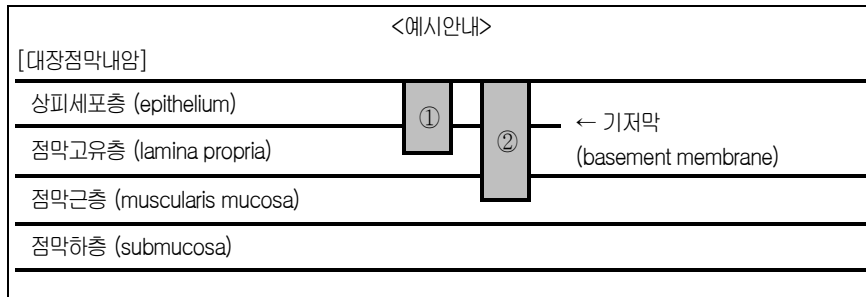 <예시안내>
[대장점막내암]
상피세포층 (epithelium)
①
← 기저막
점막고유층 (lamina propria)
②
(basement membrane)
점막근층 (muscularis mucosa)
점막하층 (submucosa)